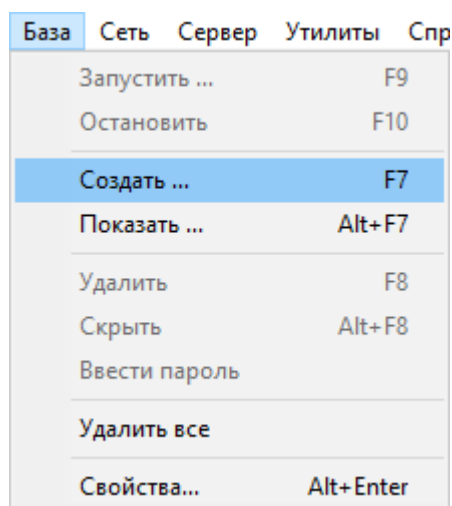 База Сеть Сервер Утилиты Спр
Запустить ... F9
Остановить F10
Создать ... F7
Показать ... Alt+F7
Удалить F8
Скрыть Alt+F8
Ввести пароль
Удалить все
Свойства... Alt+Enter